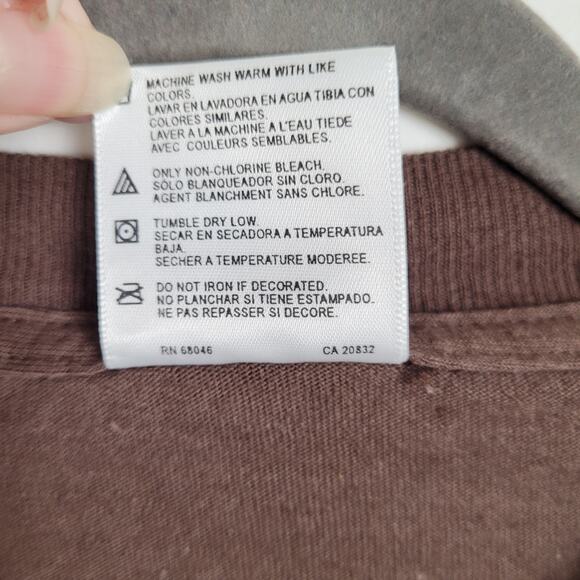 MACHINE WASH WARM WITH LIKE
COLORS.
LAVAR EN LAVADORA EN AGUA TIBIA CON
COLORES SIMILARES.
LAVER A LA MACHINE A L'EAU TIEDE
AVEC COULEURS SEMBLABLES.
ONLY NON-CHLORINE BLEACH.
SÓLO BLANQUEADOR SIN CLORO.
AGENT BLANCHMENT SANS CHLORE.
TUMBLE DRY LOW.
SECAR EN SECADORA A TEMPERATURA
BAJA.
SECHER A TEMPERATURE MODEREE.
DO NOT IRON IF DECORATED.
NO PLANCHAR SI TIENE ESTAMPADO.
NE PAS REPASSER SI DECOR.
RN 68046 CA 20832